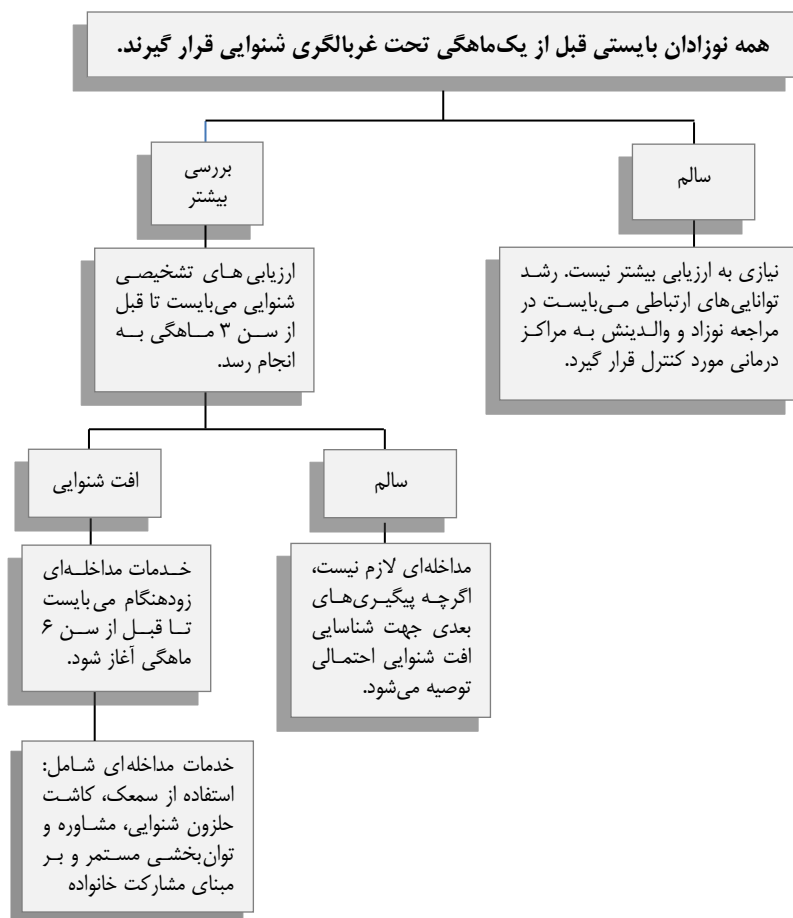 همه نوزادان بایستی قبل از یک‌ماهگی تحت غربالگری شنوایی قرار گیرند.
سالم
نیازی به ارزیابی بیشتر نیست. رشد
توانایی‌های ارتباطی می‌بایست در
مراجعه نوزاد و والدینش به مراکز
درمانی مورد کنترل قرار گیرد.
بررسی
بیشتر
ارزیابی‌های تشخیصی
شنوایی می‌بایست تا قبل
از سن ۳ ماهگی به
انجام رسد.
سالم
مداخله‌ای لازم نیست،
اگرچه پیگیری‌های
بعدی جهت شناسایی
افت شنوایی احتمالی
توصیه می‌شود.
افت شنوایی
خدمات مداخله‌ای
زودهنگام می‌بایست
تا قبل از سن ۶
ماهگی آغاز شود.
خدمات مداخله‌ای شامل:
استفاده از سمعک، کاشت
حلزون شنوایی، مشاوره و
توان‌بخشی مستمر و بر
مبنای مشارکت خانواده